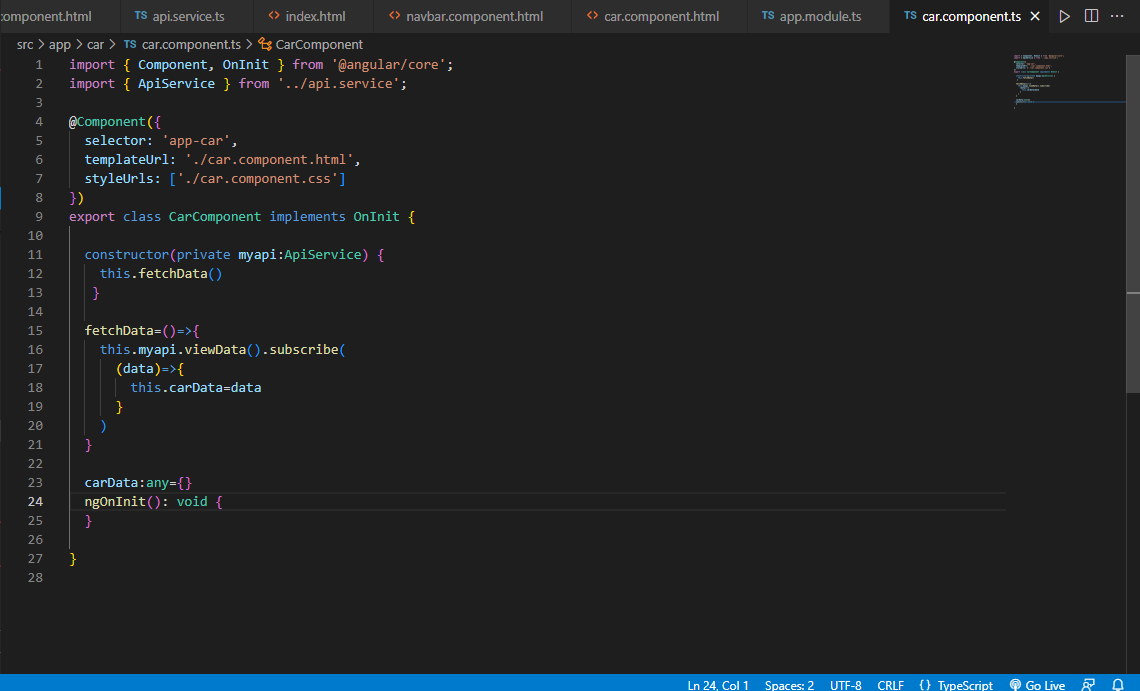 component.html TS api.service.ts <> index.html <> navbar.component.html <> car.component.html TS app.module.ts TS car.component.ts
src > app > car > TS car.component.ts > CarComponent
1 import { Component, OnInit } from '@angular/core';
2 import { ApiService } from '../api.service';
3
4 @Component({
5   selector: 'app-car',
6   templateUrl: './car.component.html',
7   styleUrls: ['./car.component.css']
8 })
9 export class CarComponent implements OnInit {
10
11   constructor(private myapi:ApiService) {
12     this.fetchData()
13    }
14
15   fetchData=()=>{
16     this.myapi.viewData().subscribe(
17       (data)=>{
18         this.carData=data
19       }
20     )
21   }
22
23   carData:any={}
24   ngOnInit(): void {
25   }
26
27 }
28
Ln 24, Col 1 Spaces: 2 UTF-8 CRLF {} TypeScript Go Live